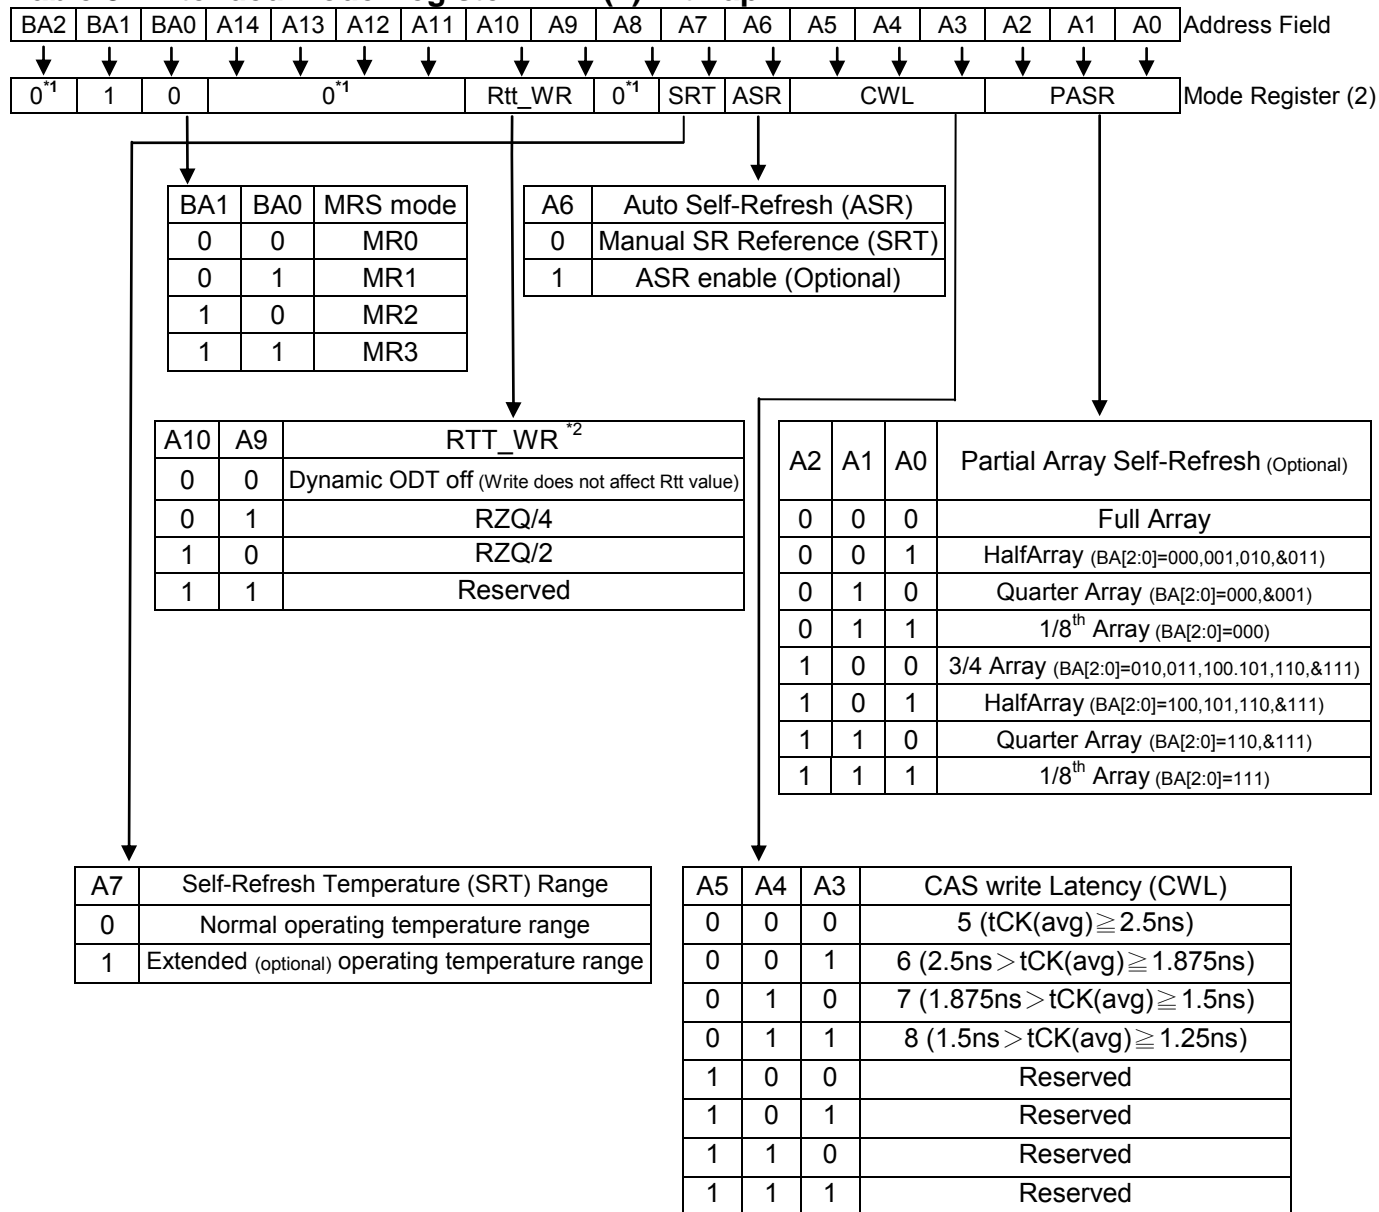 BA2 BA1 BA0 A14 A13 A12 A11 A10 A9 A8 A7 A6 A5 A4 A3 A2 A1 A0 Address Field
0*1 1 0 0*1 Rtt_WR 0*1 SRT ASR CWL PASR Mode Register (2)
BA1 BA0 MRS mode
0 0 MR0
0 1 MR1
1 0 MR2
1 1 MR3
A6 Auto Self-Refresh (ASR)
0 Manual SR Reference (SRT)
1 ASR enable (Optional)
A10 A9 RTT_WR *2
0 0 Dynamic ODT off (Write does not affect Rtt value)
0 1 RZQ/4
1 0 RZQ/2
1 1 Reserved
A2 A1 A0 Partial Array Self-Refresh (Optional)
0 0 0 Full Array
0 0 1 HalfArray (BA[2:0]=000,001,010,&011)
0 1 0 Quarter Array (BA[2:0]=000,&001)
0 1 1 1/8th Array (BA[2:0]=000)
1 0 0 3/4 Array (BA[2:0]=010,011,100.101,110,&111)
1 0 1 HalfArray (BA[2:0]=100,101,110,&111)
1 1 0 Quarter Array (BA[2:0]=110,&111)
1 1 1 1/8th Array (BA[2:0]=111)
A7 Self-Refresh Temperature (SRT) Range
0 Normal operating temperature range
1 Extended (optional) operating temperature range
A5 A4 A3 CAS write Latency (CWL)
0 0 0 5 (tCK(avg)≧2.5ns)
0 0 1 6 (2.5ns>tCK(avg)≧1.875ns)
0 1 0 7 (1.875ns>tCK(avg)≧1.5ns)
0 1 1 8 (1.5ns>tCK(avg)≧1.25ns)
1 0 0 Reserved
1 0 1 Reserved
1 1 0 Reserved
1 1 1 Reserved